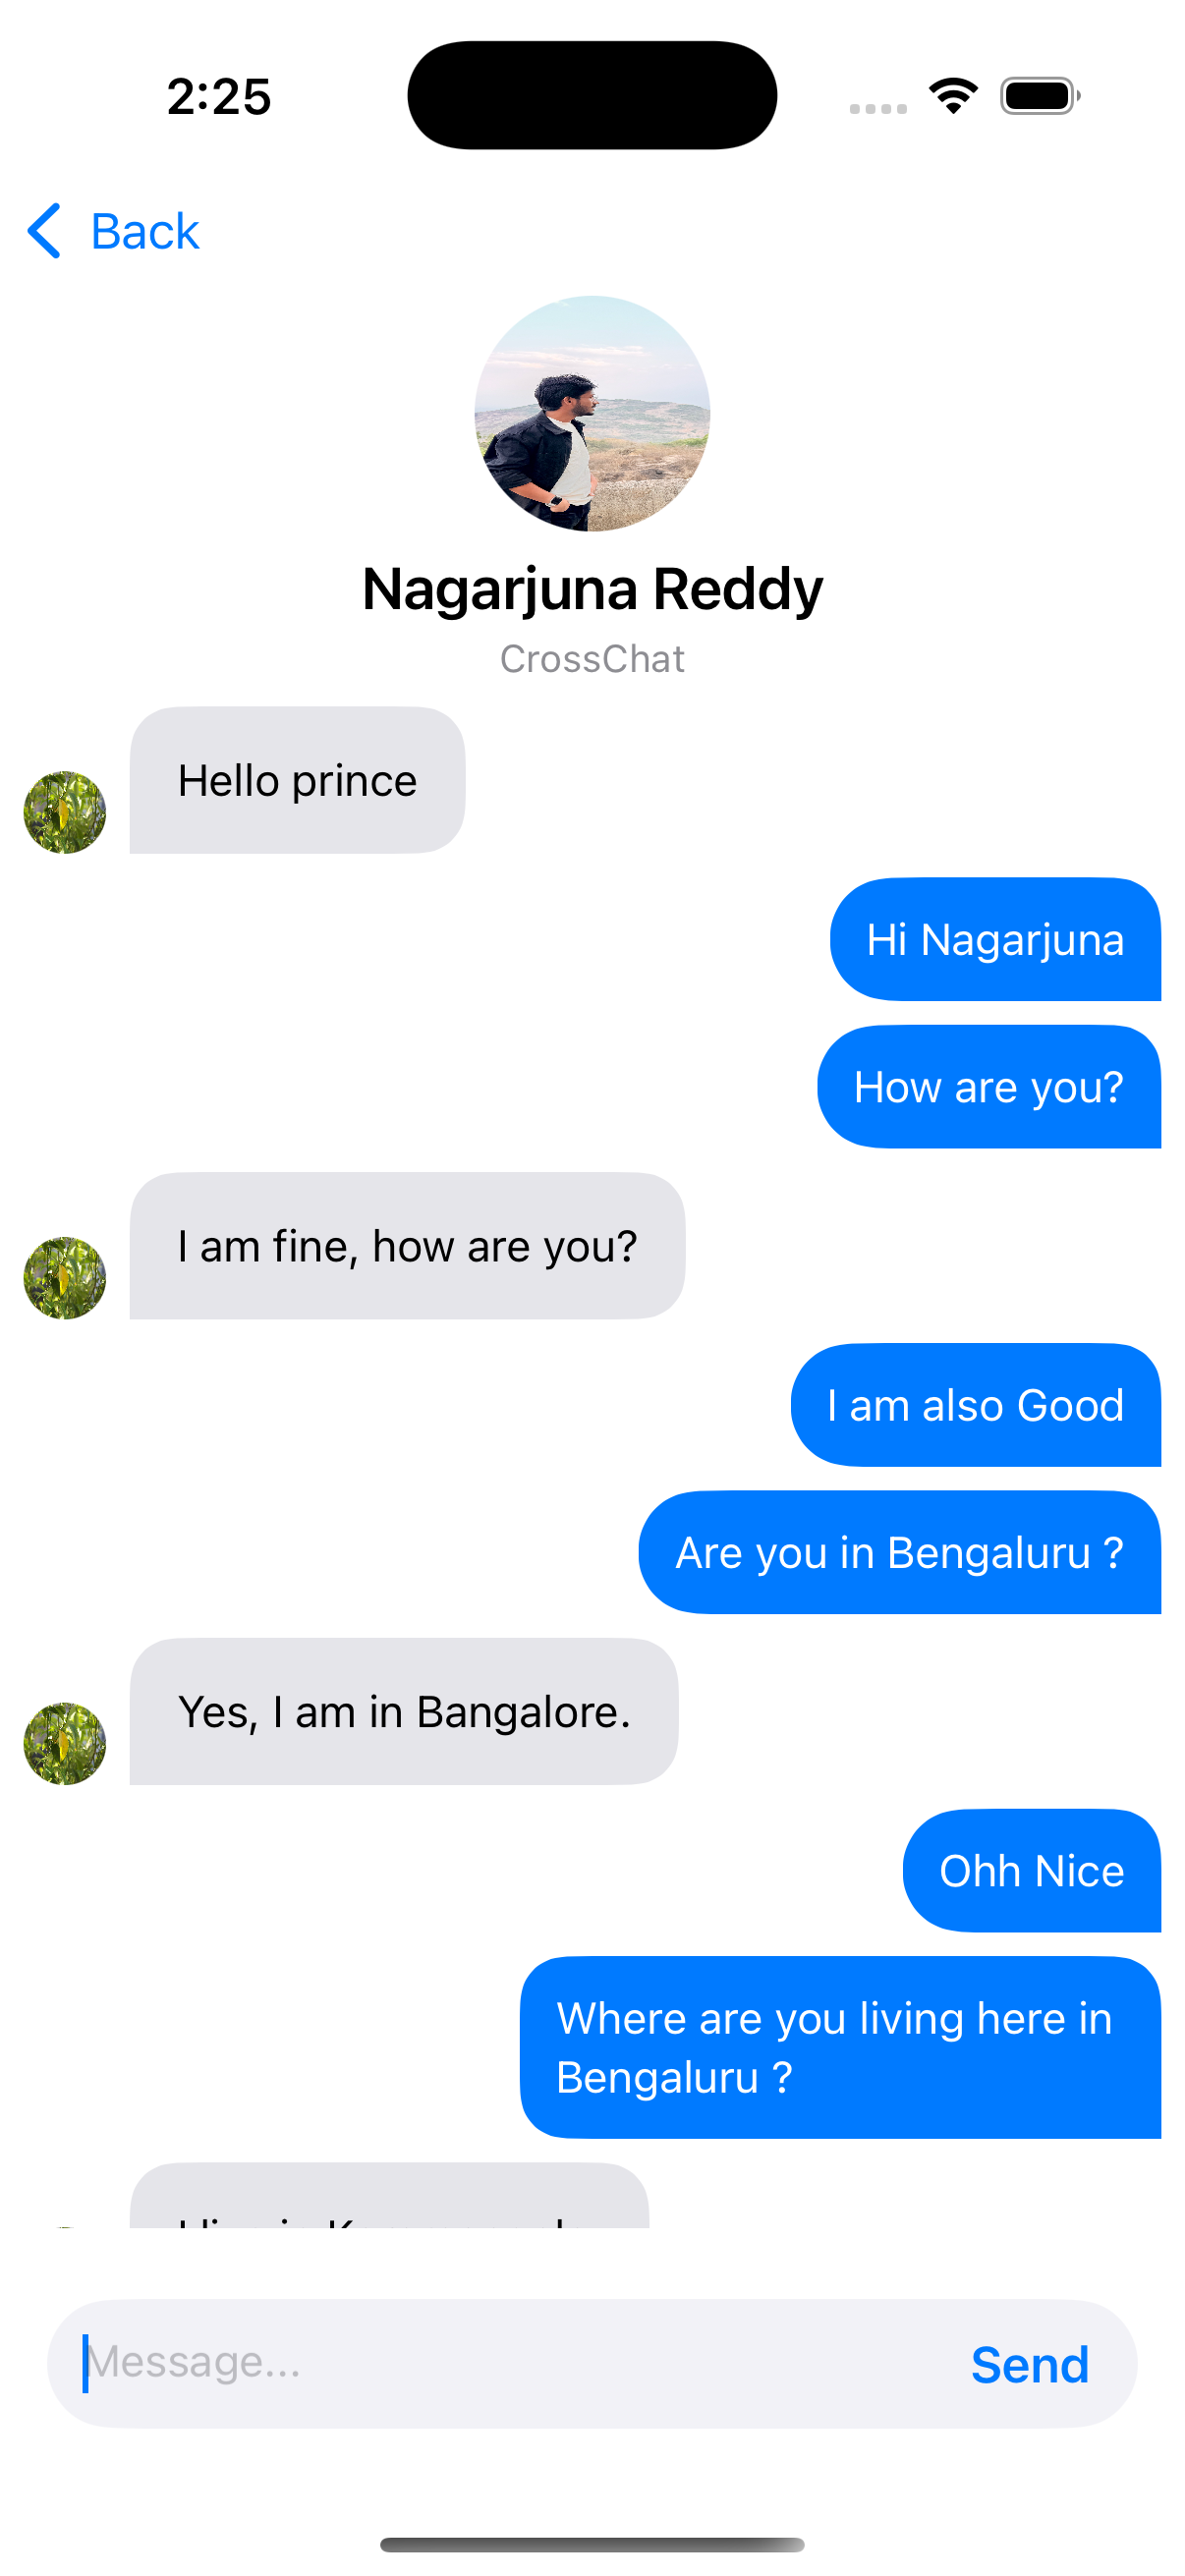 2:25
Back
Nagarjuna Reddy
CrossChat
Hello prince
Hi Nagarjuna
How are you?
I am fine, how are you?
I am also Good
Are you in Bengaluru ?
Yes, I am in Bangalore.
Ohh Nice
Where are you living here in
Bengaluru ?
Message...
Send